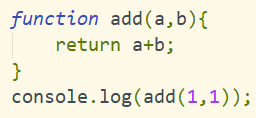 function add(a,b){
    return a+b;
}
console.log(add(1,1));